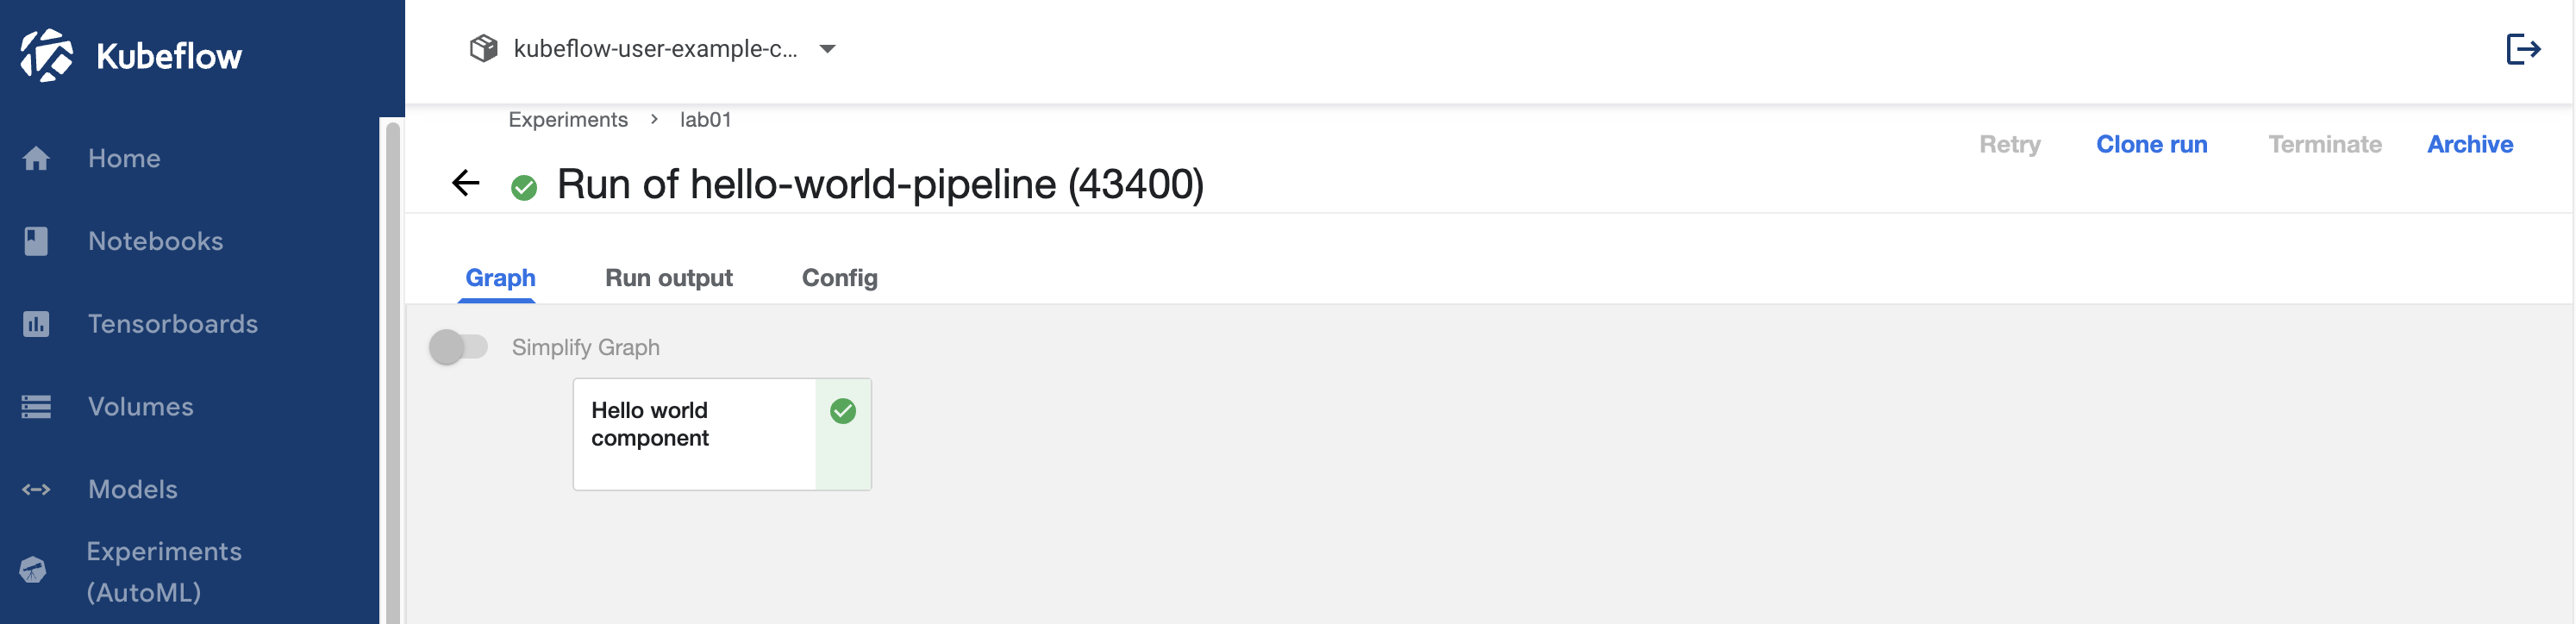 Kubeflow
Home
Notebooks
Tensorboards
Volumes
Models
Experiments
(AutoML)
kubeflow-user-example-c...
Experiments > lab01
Run of hello-world-pipeline (43400)
Retry
Clone run
Terminate
Archive
Graph
Run output
Config
Simplify Graph
Hello world
component